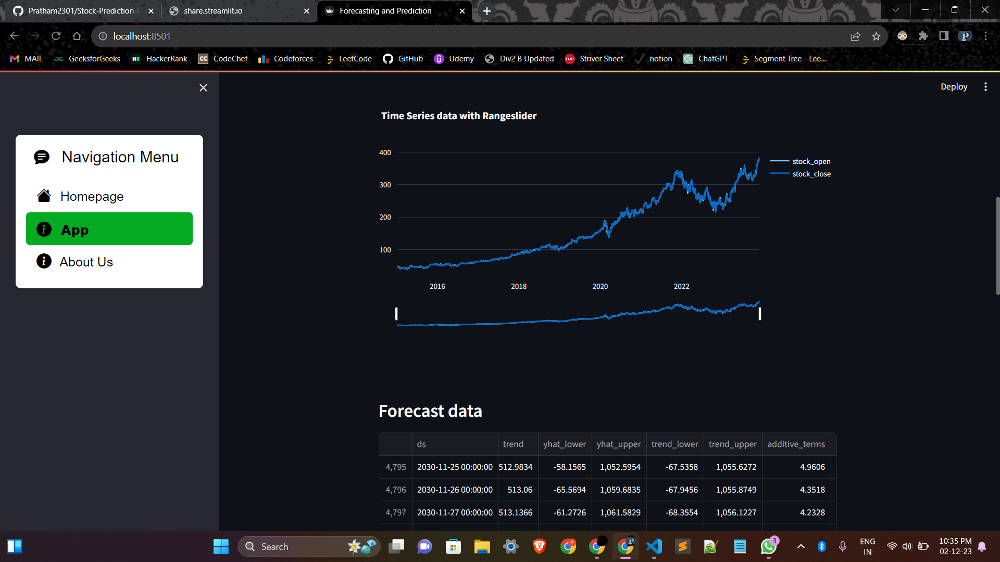 Pratham2301/Stock-Prediction-
share.streamlit.io
Forecasting and Prediction
localhost:8501
MAIL
GeeksforGeeks
HackerRank
CodeChef
Codeforces
LeetCode
GitHub
Udemy
Div2 B Updated
Striver Sheet
notion
ChatGPT
Segment Tree - Lee...
Deploy
Navigation Menu
Homepage
App
About Us
Time Series data with Rangeslider
400
300
200
100
2016 2018 2020 2022
stock_open
stock_close
Forecast data
ds trend yhat_lower yhat_upper trend_lower trend_upper additive_terms
4,795 2030-11-25 00:00:00 512.9834 -58.1565 1,052.5954 -67.5358 1,055.6272 4.9606
4,796 2030-11-26 00:00:00 513.06 -65.5694 1,059.6835 -67.9456 1,055.8749 4.3518
4,797 2030-11-27 00:00:00 513.1366 -61.2726 1,061.5829 -68.3554 1,056.1227 4.2328
Search
3
ENG
IN
10:35 PM
02-12-23